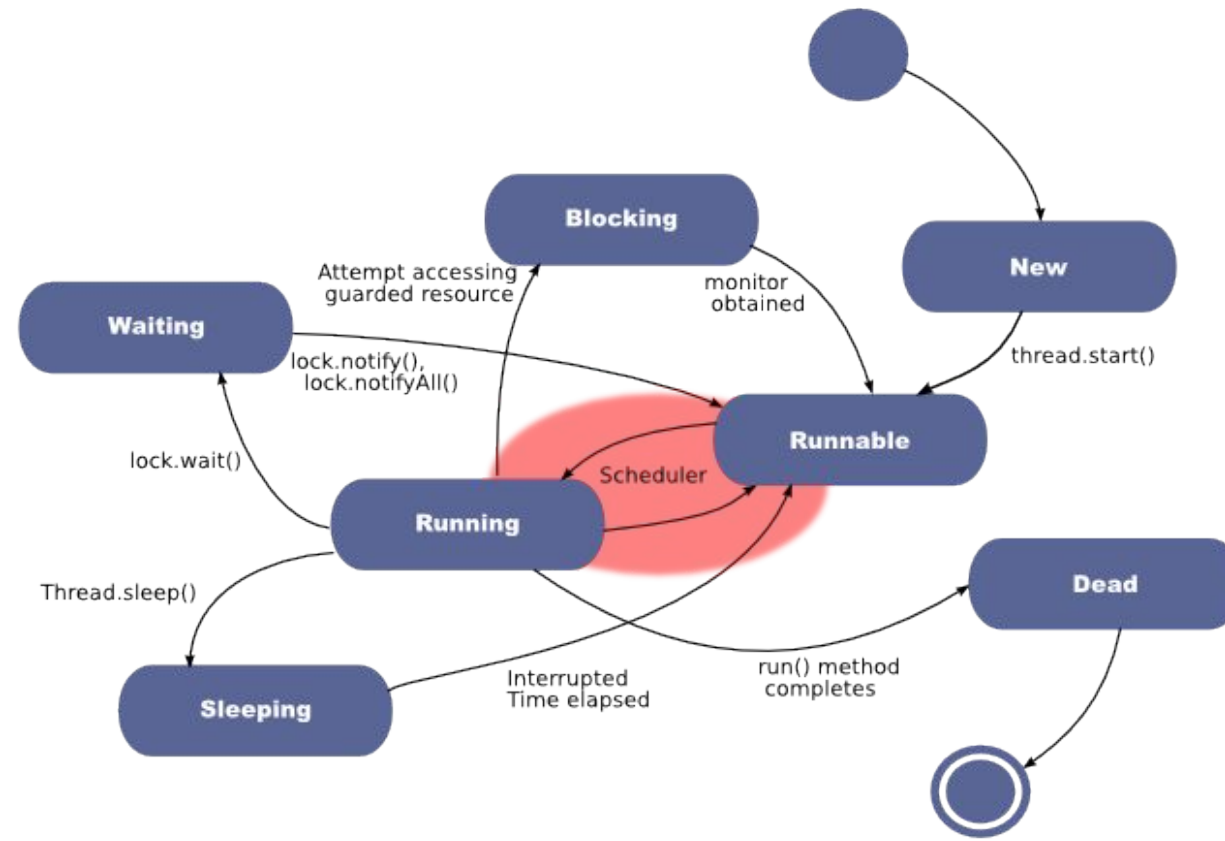 Blocking
New
Attempt accessing
guarded resource
monitor
obtained
Waiting
thread.start()
lock.notify(),
lock.notifyAll()
Runnable
lock.wait()
Scheduler
Running
Dead
Thread.sleep()
Interrupted
Time elapsed
run() method
completes
Sleeping